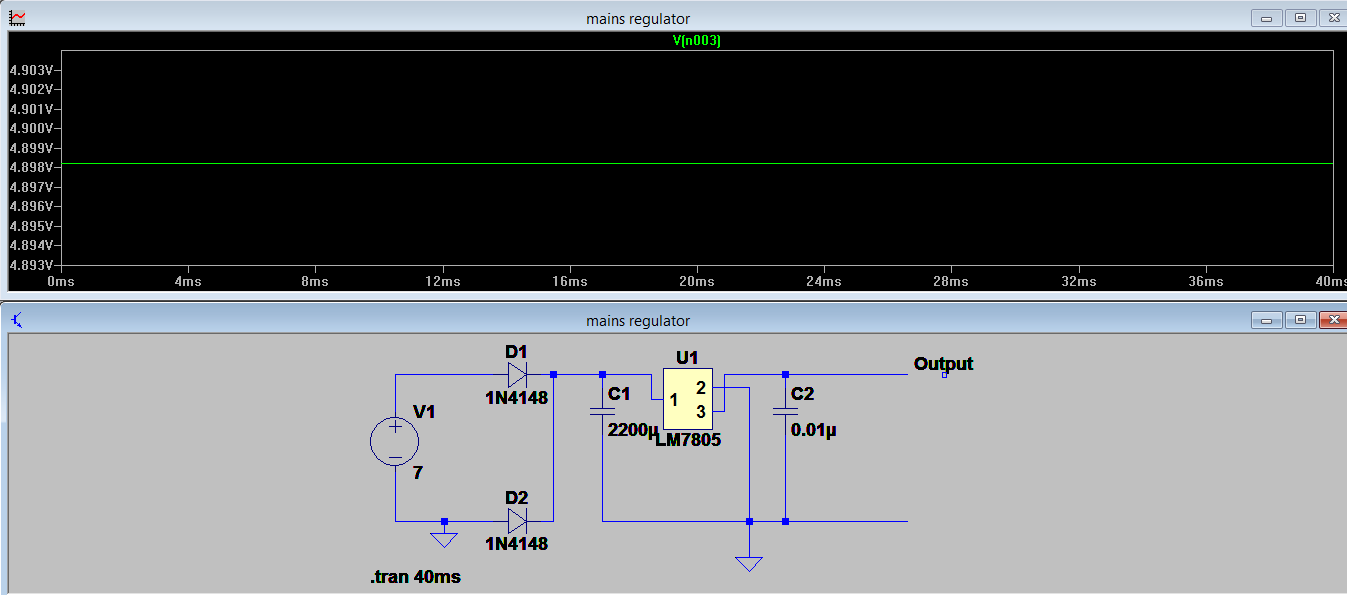 mains regulator
V(n003)
4.903V
4.902V
4.901V
4.900V
4.899V
4.898V
4.897V
4.896V
4.895V
4.894V
4.893V
0ms 4ms 8ms 12ms 16ms 20ms 24ms 28ms 32ms 36ms 40ms
mains regulator
D1
1N4148
V1
7
D2
1N4148
C1
2200µ
U1
1
2
3
LM7805
C2
0.01µ
Output
.tran 40ms